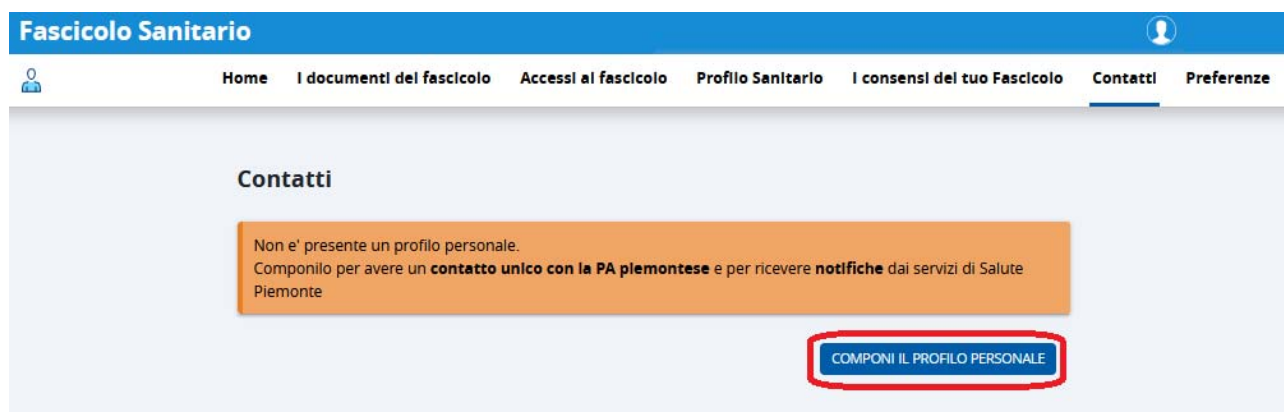 Fascicolo Sanitario
Home I documenti del fascicolo Accessi al fascicolo Profilo Sanitario I consensi del tuo Fascicolo Contatti Preferenze
Contatti
Non e' presente un profilo personale.
Componilo per avere un contatto unico con la PA piemontese e per ricevere notifiche dai servizi di Salute
Piemonte
COMPONI IL PROFILO PERSONALE